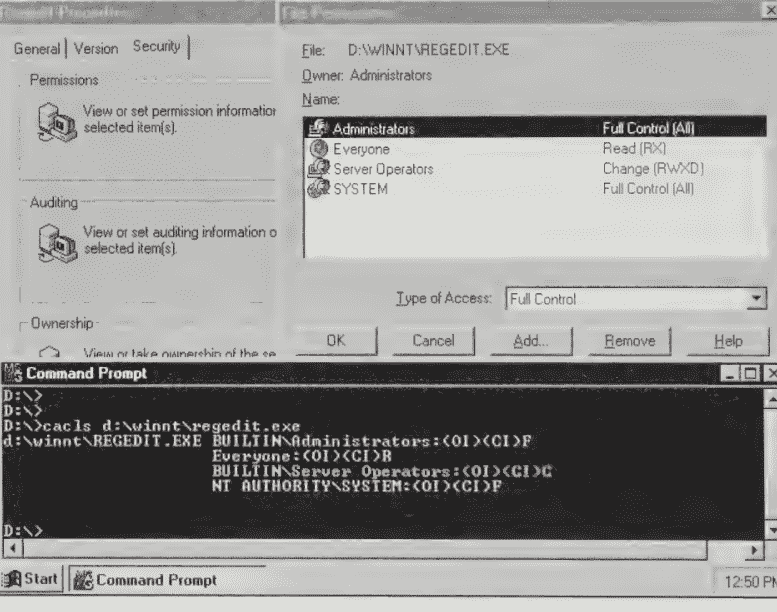 General Version Security
Permissions
View or set permission information
selected item(s).
Auditing
View or set auditing information o
selected item(s).
Ownership
View or take ownership of the se
File: D:\WINNT\REGEDIT.EXE
Owner: Administrators
Name:
Administrators Full Control (All)
Everyone Read (RX)
Server Operators Change (RWXD)
SYSTEM Full Control (All)
Type of Access: Full Control
OK Cancel Add... Remove Help
Command Prompt
D:\>
D:\>
D:\>cacls d:\winnt\regedit.exe
d:\winnt\REGEDIT.EXE BUILTIN\Administrators:(OI)(CI)F
Everyone:(OI)(CI)R
BUILTIN\Server Operators:(OI)(CI)C
NT AUTHORITY\SYSTEM:(OI)(CI)F
D:\>
Start Command Prompt 12:50 PM